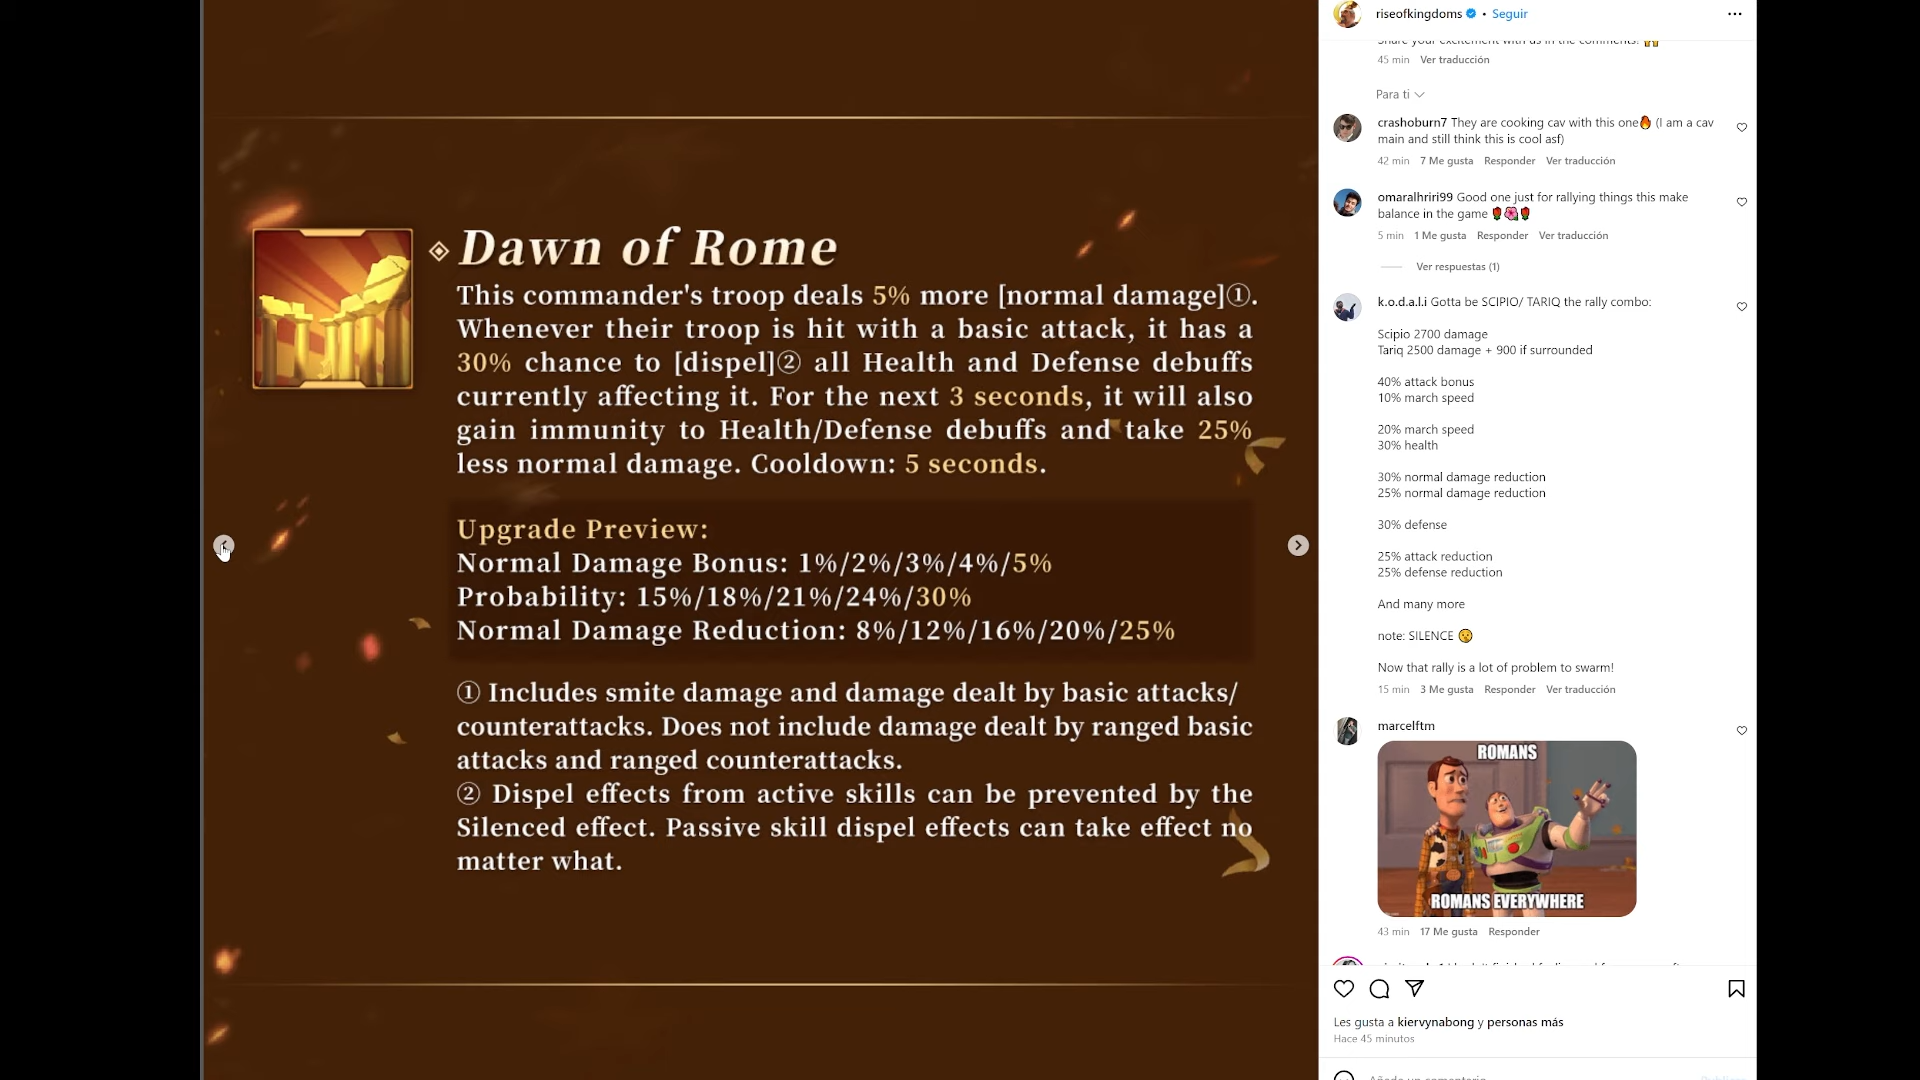 Dawn of Rome
This commander's troop deals 5% more [normal damage]①.
Whenever their troop is hit with a basic attack, it has a
30% chance to [dispel]② all Health and Defense debuffs
currently affecting it. For the next 3 seconds, it will also
gain immunity to Health/Defense debuffs and take 25%
less normal damage. Cooldown: 5 seconds.
Upgrade Preview:
Normal Damage Bonus: 1%/2%/3%/4%/5%
Probability: 15%/18%/21%/24%/30%
Normal Damage Reduction: 8%/12%/16%/20%/25%
① Includes smite damage and damage dealt by basic attacks/
counterattacks. Does not include damage dealt by ranged basic
attacks and ranged counterattacks.
② Dispel effects from active skills can be prevented by the
Silenced effect. Passive skill dispel effects can take effect no
matter what.
riseofkingdoms • Seguir
Share your excitement with us in the comments! 🙌
45 min Ver traducción
Para ti
crashoburn7 They are cooking cav with this one🔥 (I am a cav
main and still think this is cool asf)
42 min 7 Me gusta Responder Ver traducción
omaralhriri99 Good one just for rallying things this make
balance in the game 🌹🌺🌹
5 min 1 Me gusta Responder Ver traducción
Ver respuestas (1)
k.o.d.a.l.i Gotta be SCIPIO/ TARIQ the rally combo:
Scipio 2700 damage
Tariq 2500 damage + 900 if surrounded
40% attack bonus
10% march speed
20% march speed
30% health
30% normal damage reduction
25% normal damage reduction
30% defense
25% attack reduction
25% defense reduction
And many more
note: SILENCE 🤫
Now that rally is a lot of problem to swarm!
15 min 3 Me gusta Responder Ver traducción
marcelftm
ROMANS
ROMANS EVERYWHERE
43 min 17 Me gusta Responder
Les gusta a kiervynabong y personas más
Hace 45 minutos
Añade un comentario...
Publicar